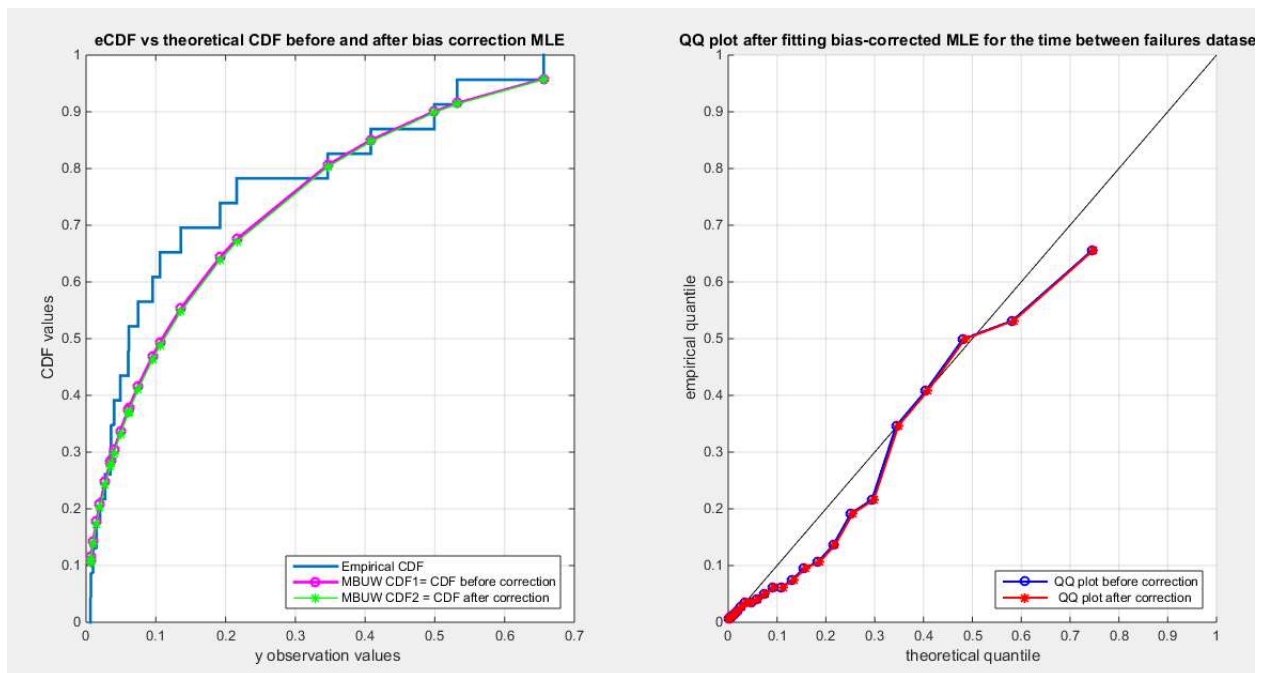 eCDF vs theoretical CDF before and after bias correction MLE
CDF values
1
0.9
0.8
0.7
0.6
0.5
0.4
0.3
0.2
0.1
0
0 0.1 0.2 0.3 0.4 0.5 0.6 0.7
y observation values
Empirical CDF
MBUW CDF1= CDF before correction
MBUW CDF2 = CDF after correction
QQ plot after fitting bias-corrected MLE for the time between failures datase
empirical quantile
1
0.9
0.8
0.7
0.6
0.5
0.4
0.3
0.2
0.1
0
0 0.1 0.2 0.3 0.4 0.5 0.6 0.7 0.8 0.9 1
theoretical quantile
QQ plot before correction
QQ plot after correction